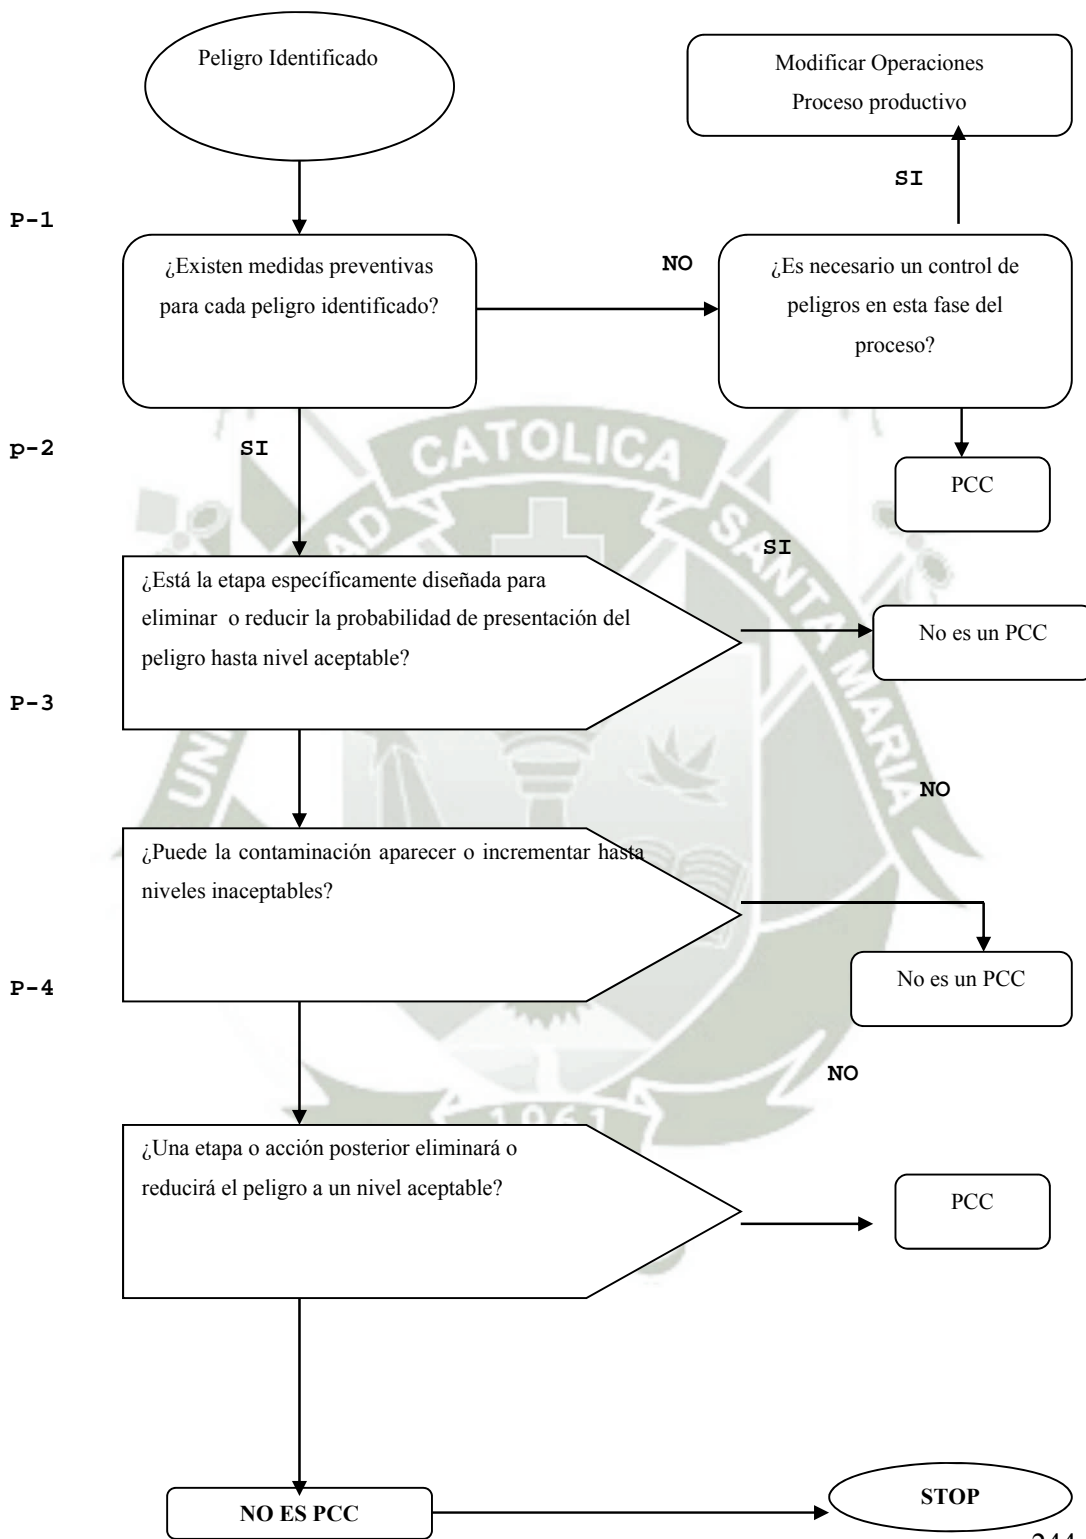 Peligro Identificado
Modificar Operaciones
Proceso productivo
SI
P-1
¿Existen medidas preventivas
para cada peligro identificado?
NO
¿Es necesario un control de
peligros en esta fase del
proceso?
p-2
SI
PCC
CATOLICA
SANTA MARIA
SI
¿Está la etapa específicamente diseñada para
eliminar o reducir la probabilidad de presentación del
peligro hasta nivel aceptable?
No es un PCC
P-3
NO
¿Puede la contaminación aparecer o incrementar hasta
niveles inaceptables?
No es un PCC
P-4
NO
1961
¿Una etapa o acción posterior eliminará o
reducirá el peligro a un nivel aceptable?
PCC
NO ES PCC
STOP